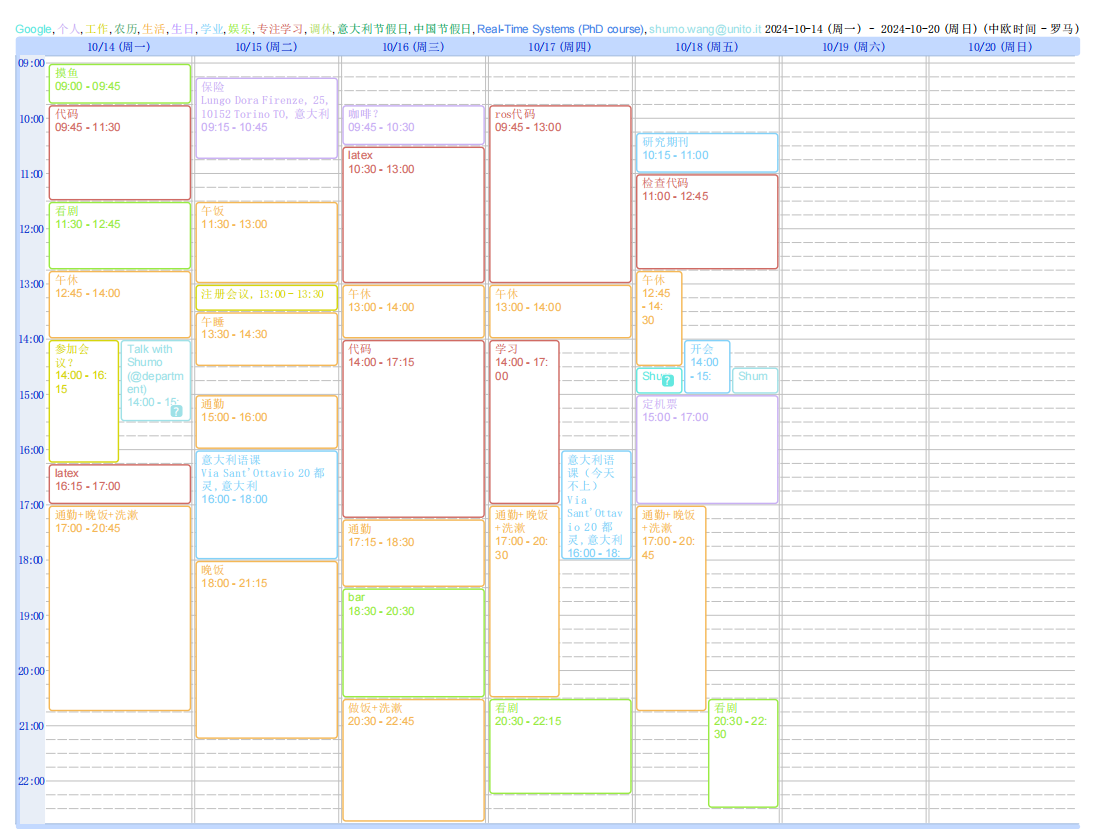 Google, 个人, 工作, 农历, 生活, 生日, 学业, 娱乐, 专注学习, 调休, 意大利节假日, 中国节假日, Real-Time Systems (PhD course), shumo.wang@unito.it 2024-10-14 (周一) - 2024-10-20 (周日) (中欧时间 - 罗马)
10/14 (周一)
10/15 (周二)
10/16 (周三)
10/17 (周四)
10/18 (周五)
10/19 (周六)
10/20 (周日)
09:00
10:00
11:00
12:00
13:00
14:00
15:00
16:00
17:00
18:00
19:00
20:00
21:00
22:00
摸鱼
09:00 - 09:45
代码
09:45 - 11:30
看剧
11:30 - 12:45
午休
12:45 - 14:00
参加会
议?
14:00 - 16:
15
Talk with
Shumo
(@departm
ent)
14:00 - 15:
?
latex
16:15 - 17:00
通勤+晚饭+洗漱
17:00 - 20:45
保险
Lungo Dora Firenze, 25,
10152 Torino TO, 意大利
09:15 - 10:45
午饭
11:30 - 13:00
注册会议, 13:00 - 13:30
午睡
13:30 - 14:30
通勤
15:00 - 16:00
意大利语课
Via Sant'Ottavio 20 都
灵, 意大利
16:00 - 18:00
晚饭
18:00 - 21:15
咖啡?
09:45 - 10:30
latex
10:30 - 13:00
午休
13:00 - 14:00
代码
14:00 - 17:15
通勤
17:15 - 18:30
bar
18:30 - 20:30
做饭+洗漱
20:30 - 22:45
ros代码
09:45 - 13:00
午休
13:00 - 14:00
学习
14:00 - 17:
00
意大利语
课 (今天
不上)
Via
Sant'Ottav
io 20 都
灵, 意大利
16:00 - 18:
通勤+晚饭
+洗漱
17:00 - 20:
30
看剧
20:30 - 22:15
研究期刊
10:15 - 11:00
检查代码
11:00 - 12:45
午休
12:45
- 14:
30
Shu
?
开会
14:00
- 15:
Shum
定机票
15:00 - 17:00
通勤+晚饭
+洗漱
17:00 - 20:
45
看剧
20:30 - 22:
30